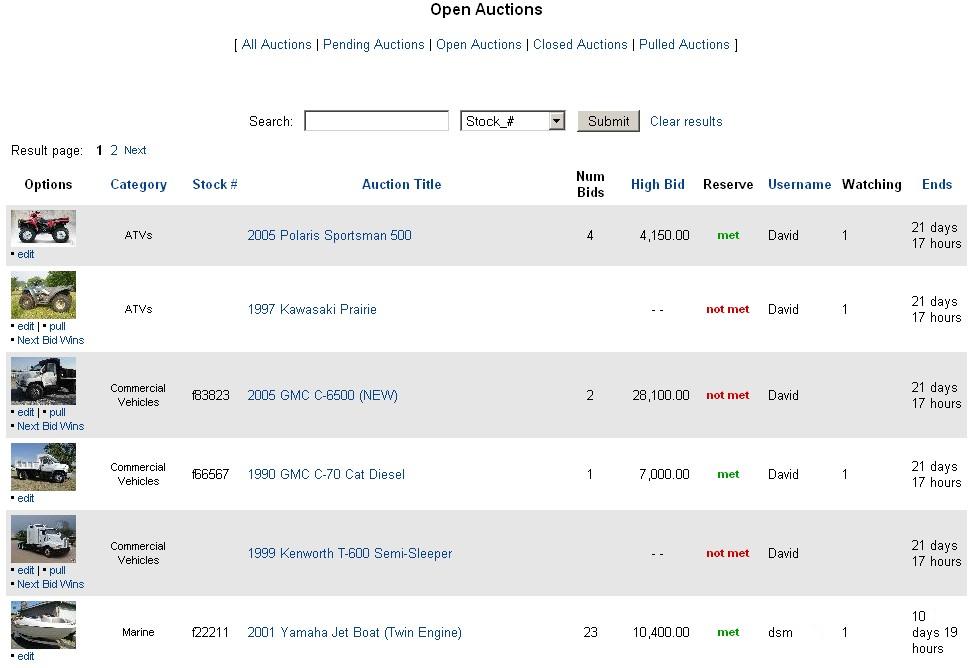 Open Auctions
[ All Auctions | Pending Auctions | Open Auctions | Closed Auctions | Pulled Auctions ]
Search: Stock_# Submit Clear results
Result page: 1 2 Next
Options Category Stock # Auction Title Num Bids High Bid Reserve Username Watching Ends
ATVs 2005 Polaris Sportsman 500 4 4,150.00 met David 1 21 days 17 hours
▪ edit
ATVs 1997 Kawasaki Prairie - - not met David 1 21 days 17 hours
▪ edit | ▪ pull
▪ Next Bid Wins
Commercial Vehicles f83823 2005 GMC C-6500 (NEW) 2 28,100.00 not met David 21 days 17 hours
▪ edit | ▪ pull
▪ Next Bid Wins
Commercial Vehicles f66567 1990 GMC C-70 Cat Diesel 1 7,000.00 met David 1 21 days 17 hours
▪ edit
Commercial Vehicles 1999 Kenworth T-600 Semi-Sleeper - - not met David 21 days 17 hours
▪ edit | ▪ pull
▪ Next Bid Wins
Marine f22211 2001 Yamaha Jet Boat (Twin Engine) 23 10,400.00 met dsm 1 10 days 19 hours
▪ edit